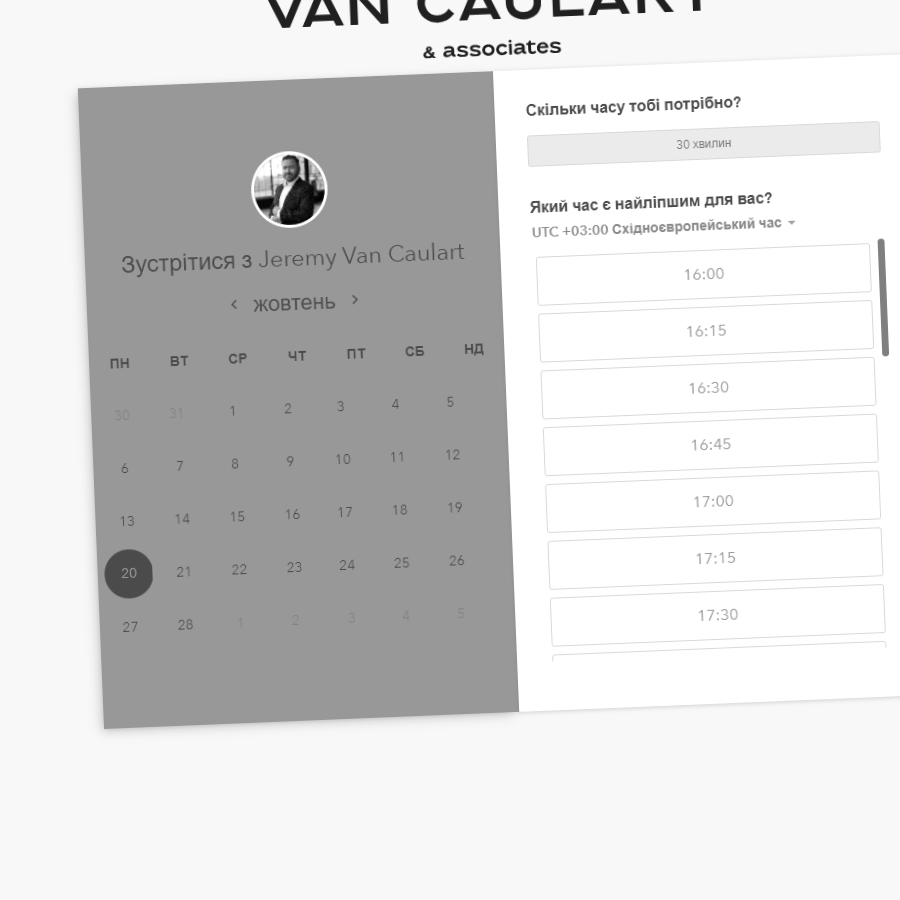 VAN CAULART
& associates
Зустрітися з Jeremy Van Caulart
‹ жовтень ›
ПН ВТ СР ЧТ ПТ СБ НД
30 31 1 2 3 4 5
6 7 8 9 10 11 12
13 14 15 16 17 18 19
20 21 22 23 24 25 26
27 28 1 2 3 4 5
Скільки часу тобі потрібно?
30 хвилин
Який час є найліпшим для вас?
UTC +03:00 Східноєвропейський час
16:00
16:15
16:30
16:45
17:00
17:15
17:30